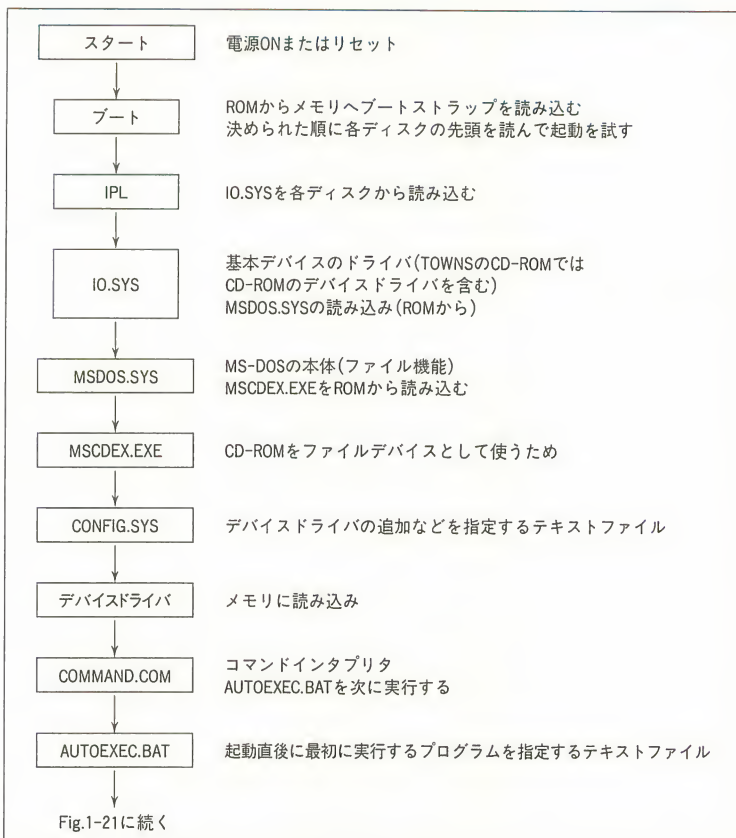 スタート
電源ONまたはリセット
ブート
ROMからメモリへブートストラップを読み込む
決められた順に各ディスクの先頭を読んで起動を試す
IPL
IO.SYSを各ディスクから読み込む
IO.SYS
基本デバイスのドライバ(TOWNSのCD-ROMでは
CD-ROMのデバイスドライバを含む)
MSDOS.SYSの読み込み(ROMから)
MSDOS.SYS
MS-DOSの本体(ファイル機能)
MSCDEX.EXEをROMから読み込む
MSCDEX.EXE
CD-ROMをファイルデバイスとして使うため
CONFIG.SYS
デバイスドライバの追加などを指定するテキストファイル
デバイスドライバ
メモリに読み込み
COMMAND.COM
コマンドインタプリタ
AUTOEXEC.BATを次に実行する
AUTOEXEC.BAT
起動直後に最初に実行するプログラムを指定するテキストファイル
Fig.1-21に続く